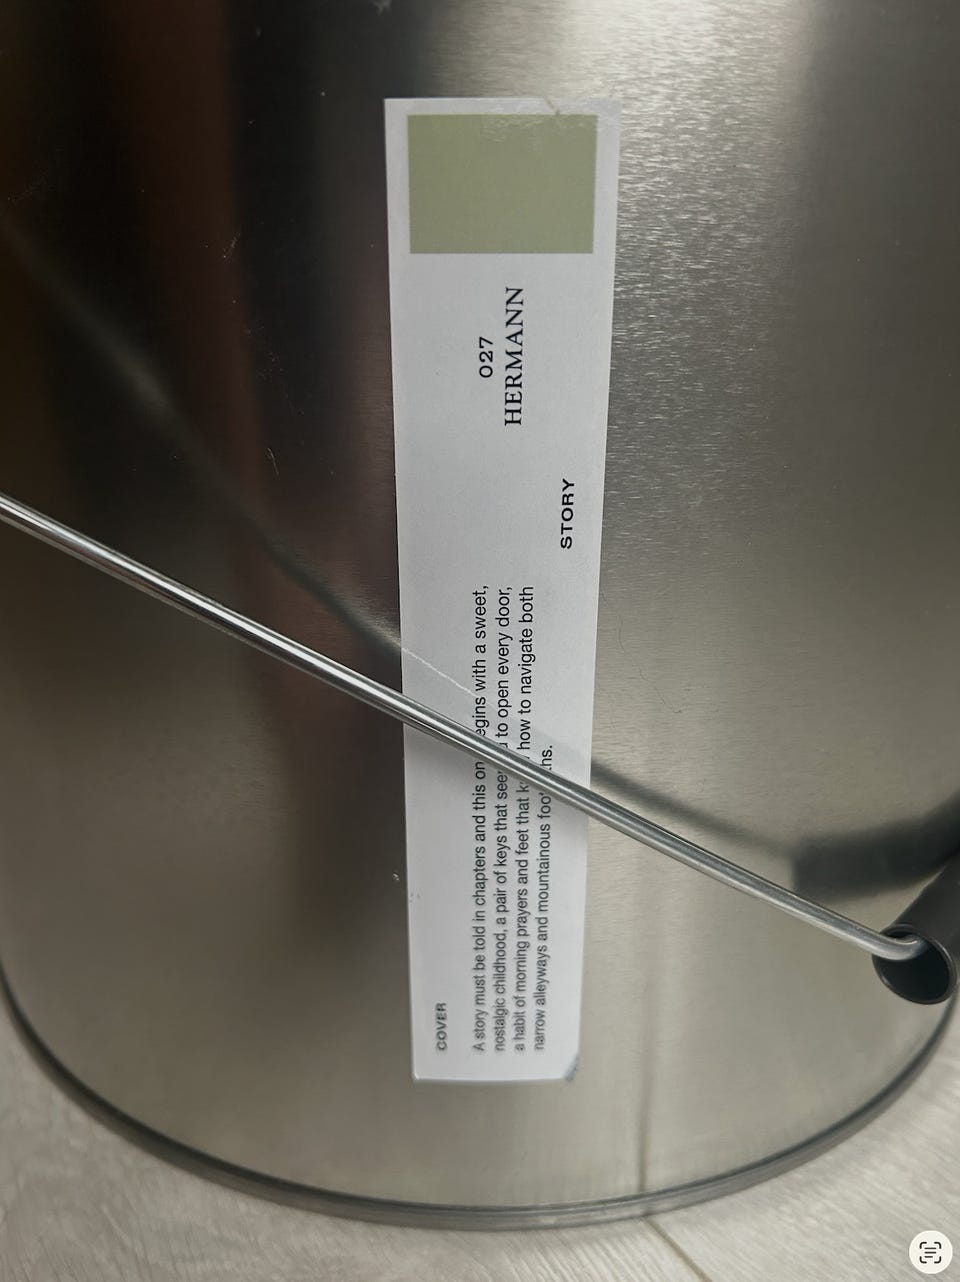 COVER
A story must be told in chapters and this on egins with a sweet,
nostalgic childhood, a pair of keys that see to open every door,
a habit of morning prayers and feet that k how to navigate both
narrow alleyways and mountainous foo hs.
STORY
027
HERMANN